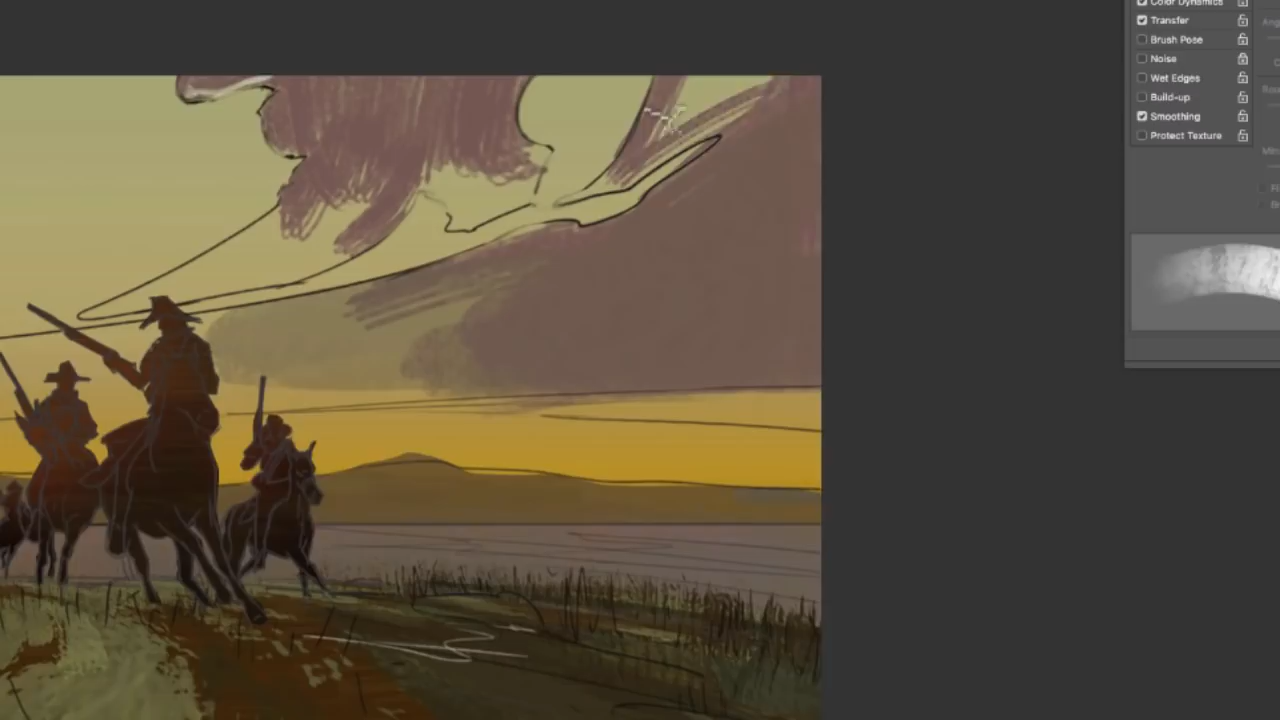 Color Dynamics
Transfer
Brush Pose
Noise
Wet Edges
Build-up
Smoothing
Protect Texture